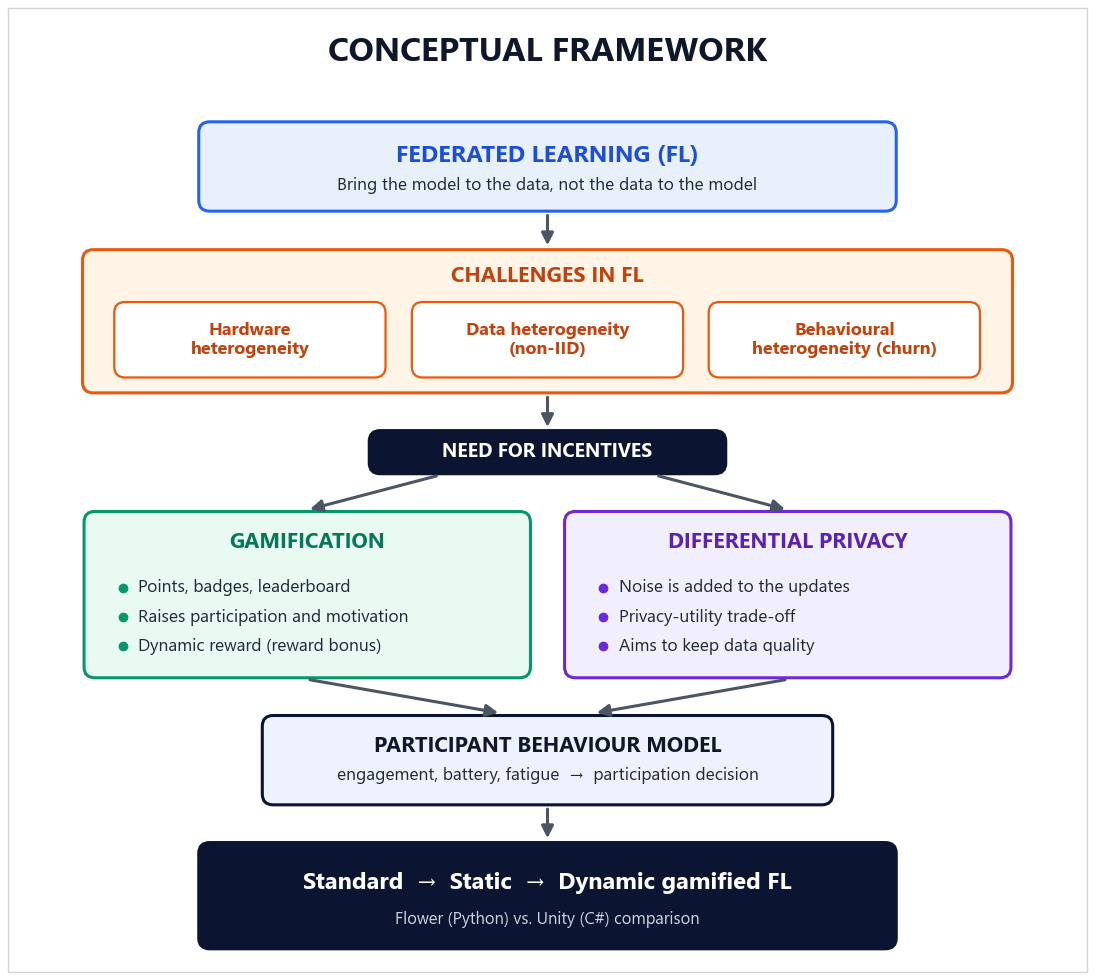 CONCEPTUAL FRAMEWORK
FEDERATED LEARNING (FL)
Bring the model to the data, not the data to the model
CHALLENGES IN FL
Hardware
heterogeneity
Data heterogeneity
(non-IID)
Behavioural
heterogeneity (churn)
NEED FOR INCENTIVES
GAMIFICATION
● Points, badges, leaderboard
● Raises participation and motivation
● Dynamic reward (reward bonus)
DIFFERENTIAL PRIVACY
● Noise is added to the updates
● Privacy-utility trade-off
● Aims to keep data quality
PARTICIPANT BEHAVIOUR MODEL
engagement, battery, fatigue → participation decision
Standard → Static → Dynamic gamified FL
Flower (Python) vs. Unity (C#) comparison